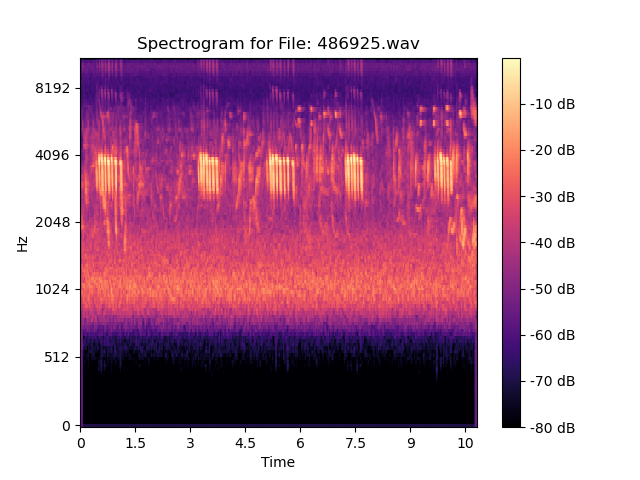 Spectrogram for File: 486925.wav
8192
4096
2048
1024
512
0
Hz
0 1.5 3 4.5 6 7.5 9 10
Time
-10 dB
-20 dB
-30 dB
-40 dB
-50 dB
-60 dB
-70 dB
-80 dB